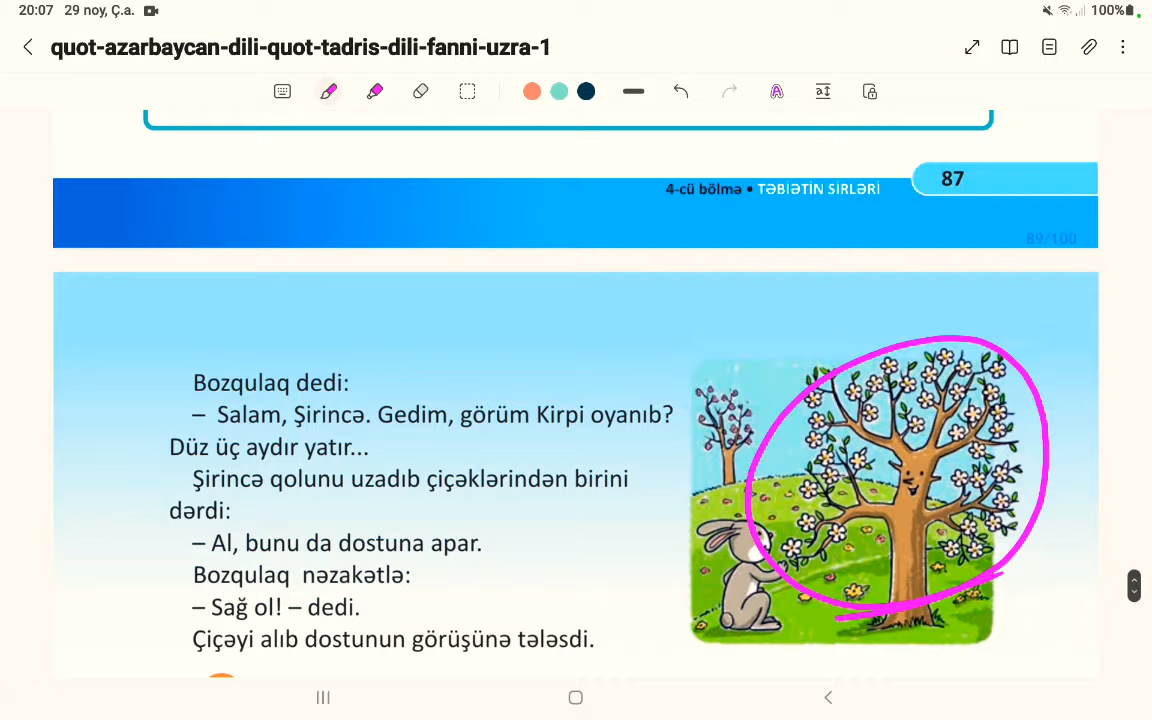 20:07 29 noy, Ç.a. 100%
quot-azarbaycan-dili-quot-tadris-dili-fanni-uzra-1
4-cü bölmə • TƏBİƏTİN SİRLƏRİ 87
89/100
Bozqulaq dedi:
– Salam, Şirincə. Gedim, görüm Kirpi oyanıb?
Düz üç aydır yatır...
Şirincə qolunu uzadıb çiçəklərindən birini
dərdi:
– Al, bunu da dostuna apar.
Bozqulaq nəzakətlə:
– Sağ ol! – dedi.
Çiçəyi alıb dostunun görüşünə tələsdi.